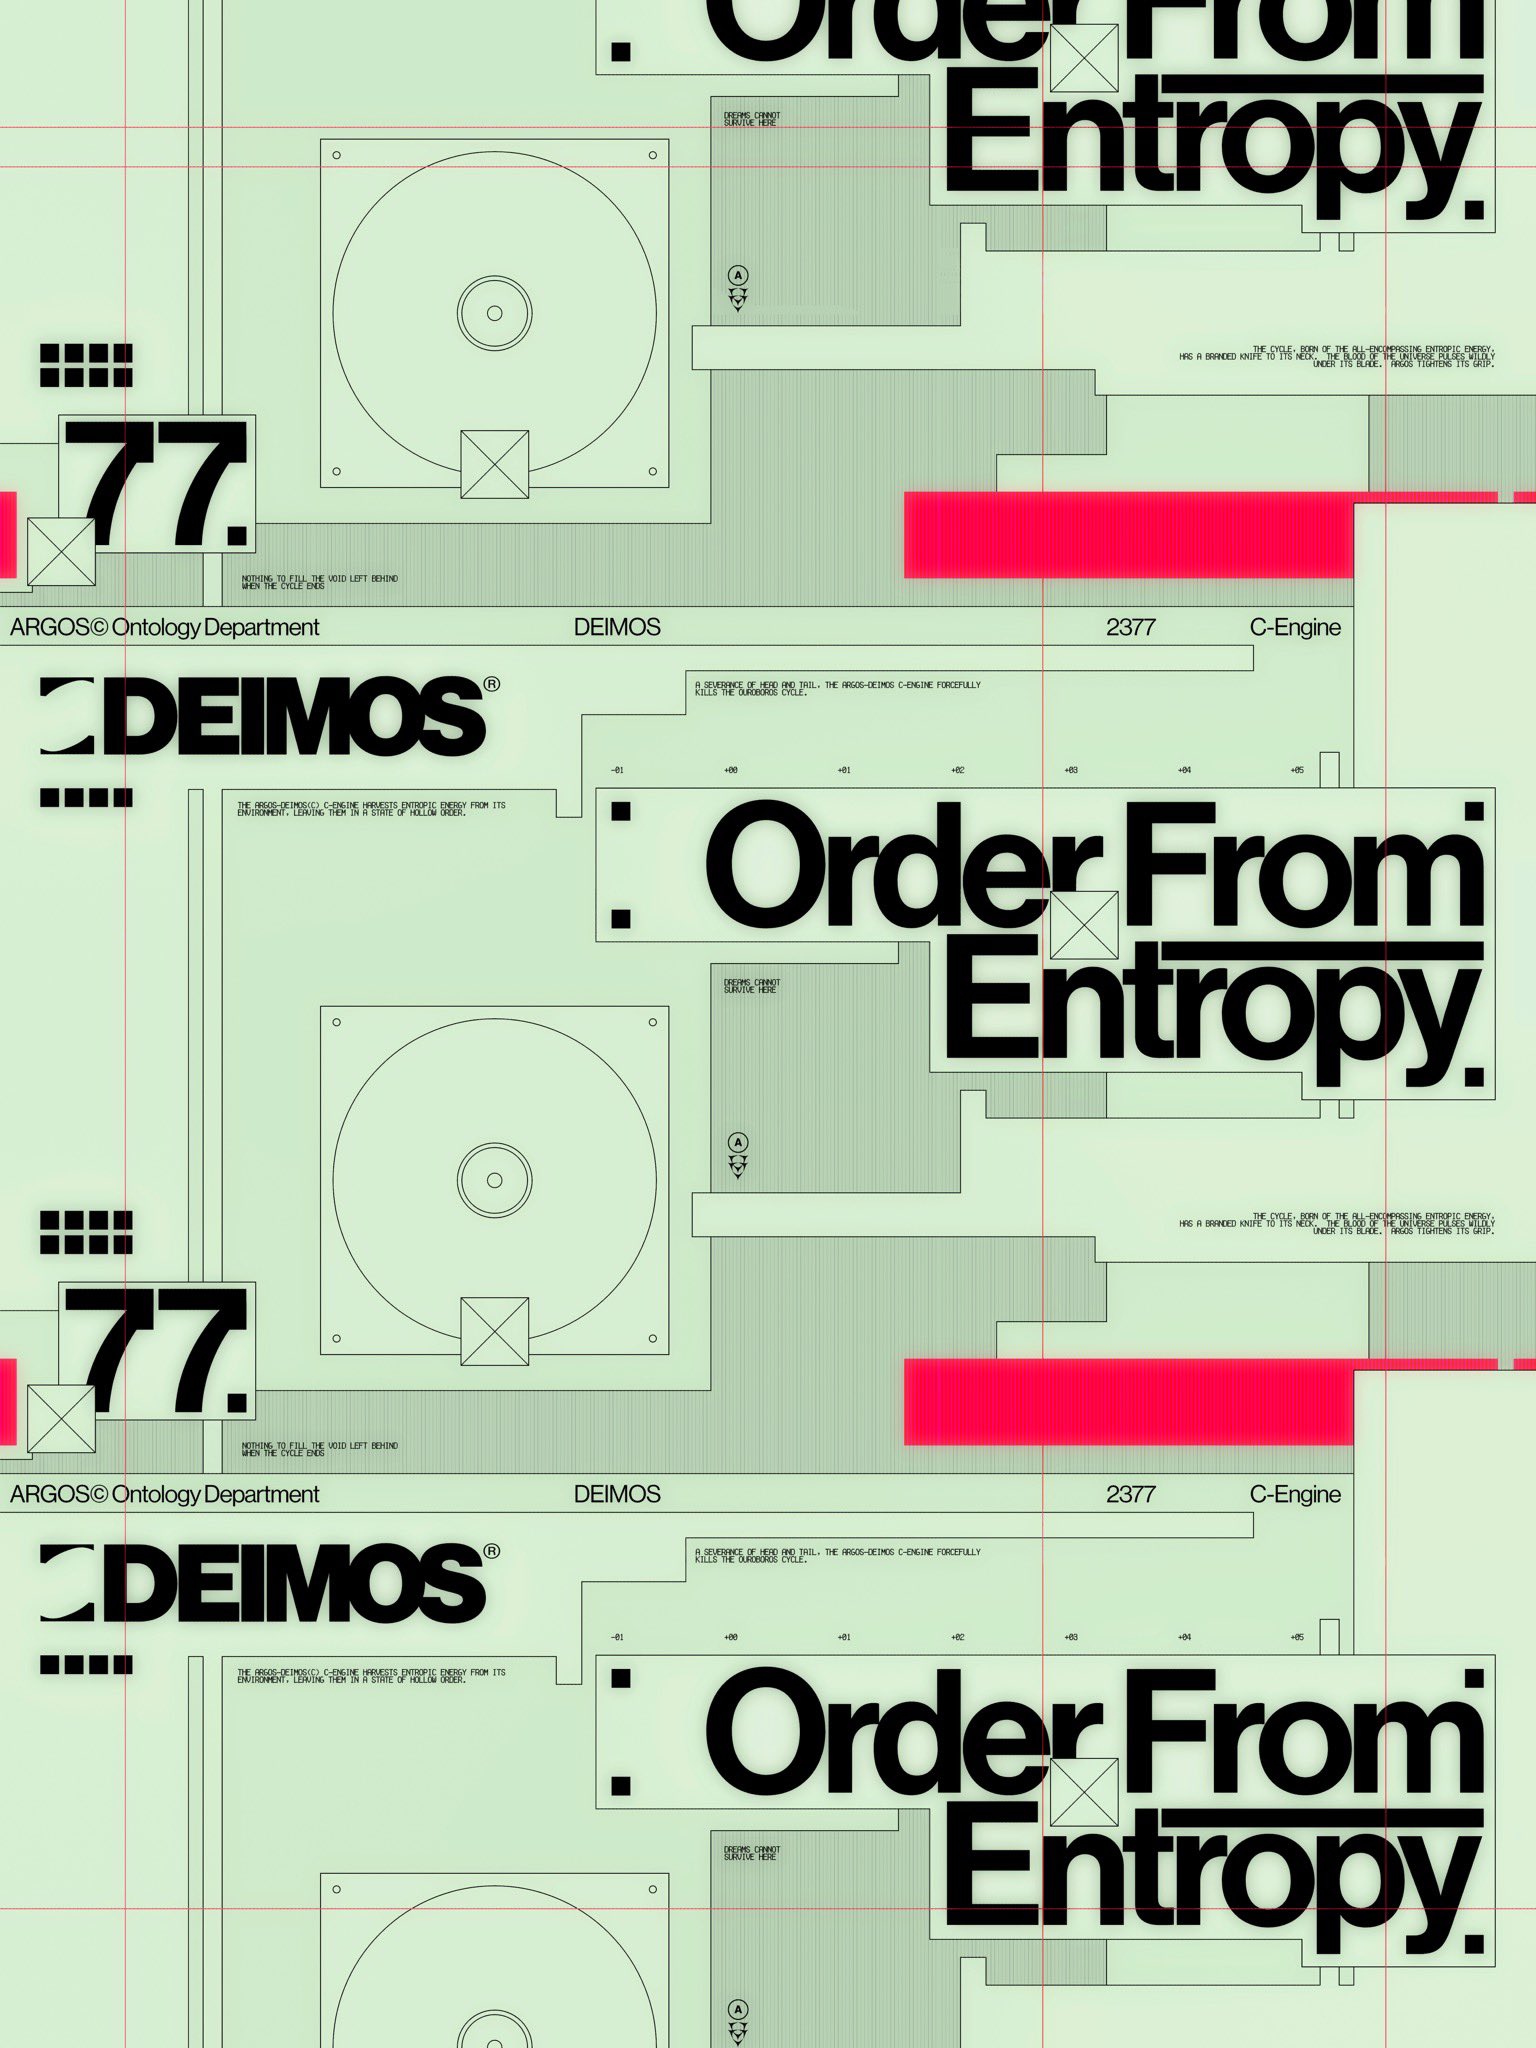 Order From
Entropy.
DREAMS CANNOT
SURVIVE HERE
A
THE CYCLE, BORN OF THE ALL-ENCOMPASSING ENTROPIC ENERGY,
HAS A BRANDED KNIFE TO ITS NECK. THE BLOOD OF THE UNIVERSE PULSES WILDLY
UNDER ITS BLADE. ARGOS TIGHTENS ITS GRIP.
77.
NOTHING TO FILL THE VOID LEFT BEHIND
WHEN THE CYCLE ENDS
ARGOS© Ontology Department DEIMOS 2377 C-Engine
DEIMOS®
A SEVERANCE OF HEAD AND TAIL, THE ARGOS-DEIMOS C-ENGINE FORCEFULLY
KILLS THE OUROBOROS CYCLE.
-01 +00 +01 +02 +03 +04 +05
THE ARGOS-DEIMOS(C) C-ENGINE HARVESTS ENTROPIC ENERGY FROM ITS
ENVIRONMENT, LEAVING THEM IN A STATE OF HOLLOW ORDER.
Order From
Entropy.
DREAMS CANNOT
SURVIVE HERE
A
THE CYCLE, BORN OF THE ALL-ENCOMPASSING ENTROPIC ENERGY,
HAS A BRANDED KNIFE TO ITS NECK. THE BLOOD OF THE UNIVERSE PULSES WILDLY
UNDER ITS BLADE. ARGOS TIGHTENS ITS GRIP.
77.
NOTHING TO FILL THE VOID LEFT BEHIND
WHEN THE CYCLE ENDS
ARGOS© Ontology Department DEIMOS 2377 C-Engine
DEIMOS®
A SEVERANCE OF HEAD AND TAIL, THE ARGOS-DEIMOS C-ENGINE FORCEFULLY
KILLS THE OUROBOROS CYCLE.
-01 +00 +01 +02 +03 +04 +05
THE ARGOS-DEIMOS(C) C-ENGINE HARVESTS ENTROPIC ENERGY FROM ITS
ENVIRONMENT, LEAVING THEM IN A STATE OF HOLLOW ORDER.
Order From
Entropy.
DREAMS CANNOT
SURVIVE HERE
A